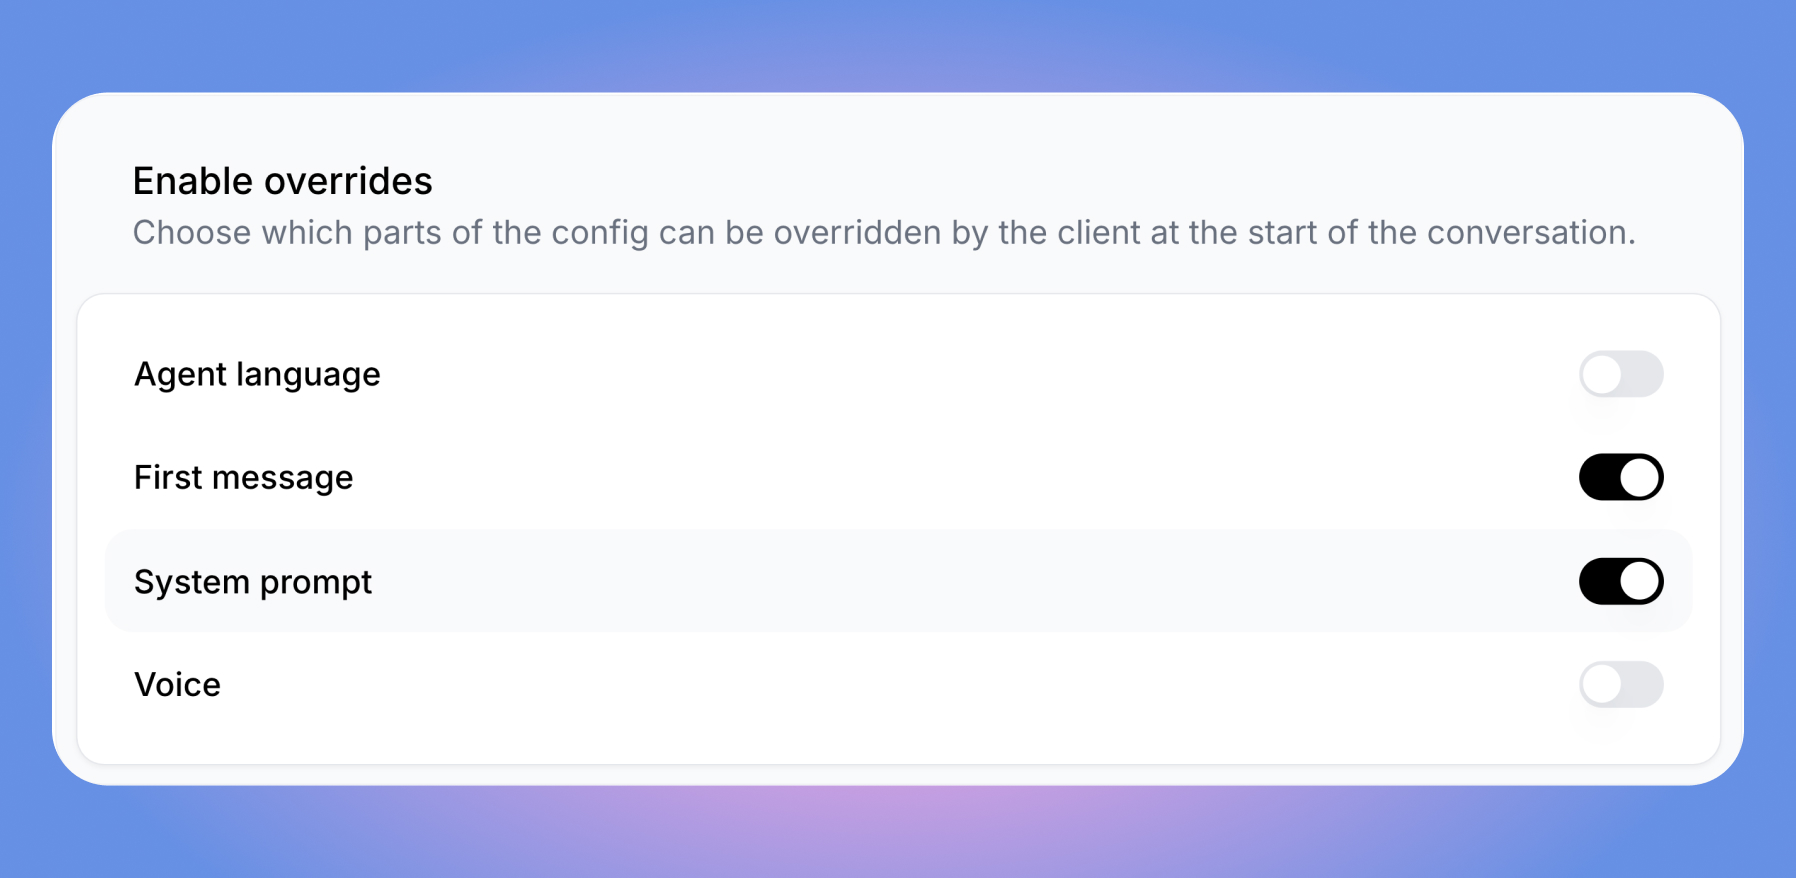 Enable overrides
Choose which parts of the config can be overridden by the client at the start of the conversation.
Agent language
First message
System prompt
Voice